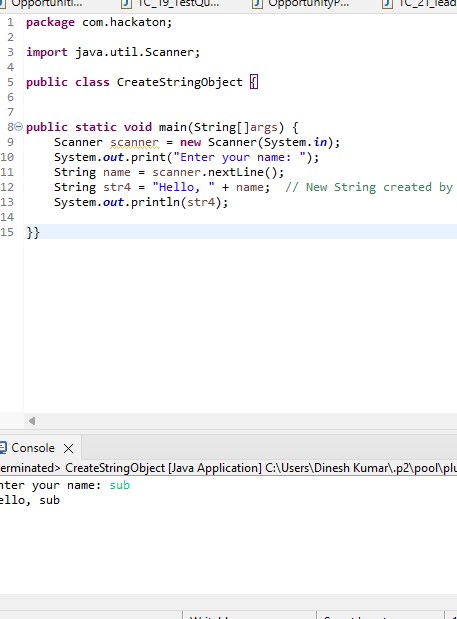 Opportuniti... TC_19_TestQu... OpportunityP... TC_21_lead
1 package com.hackaton;
2
3 import java.util.Scanner;
4
5 public class CreateStringObject {
6
7
8 public static void main(String[]args) {
9 Scanner scanner = new Scanner(System.in);
10 System.out.print("Enter your name: ");
11 String name = scanner.nextLine();
12 String str4 = "Hello, " + name;  // New String created by
13 System.out.println(str4);
14
15 }}
Console
erminated> CreateStringObject [Java Application] C:\Users\Dinesh Kumar\.p2\pool\plu
nter your name: sub
ello, sub